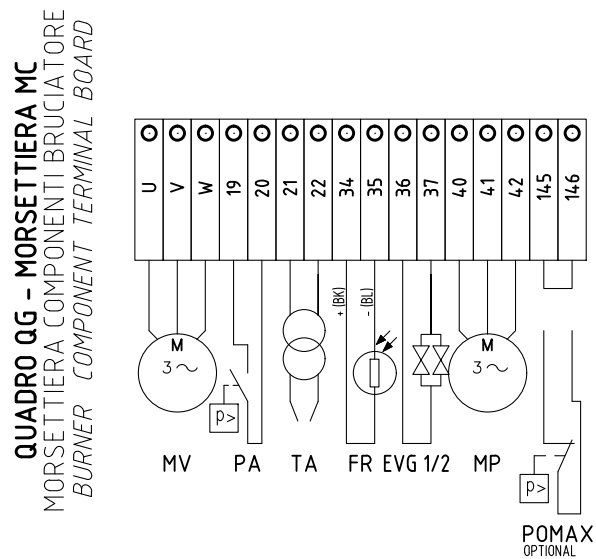 QUADRO QG - MORSETTIERA MC
MORSETTIERA COMPONENTI BRUCIATORE
BURNER COMPONENT TERMINAL BOARD
U V W 19 20 21 22 34 35 36 37 40 41 42 145 146
+ (BK) - (BL)
M M
3 ~ 3 ~
p>
MV PA TA FR EVG 1/2 MP
p>
POMAX
OPTIONAL